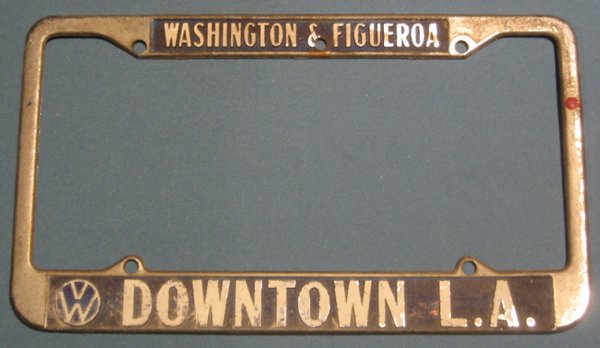 WASHINGTON & FIGUEROA
VW DOWNTOWN L.A.